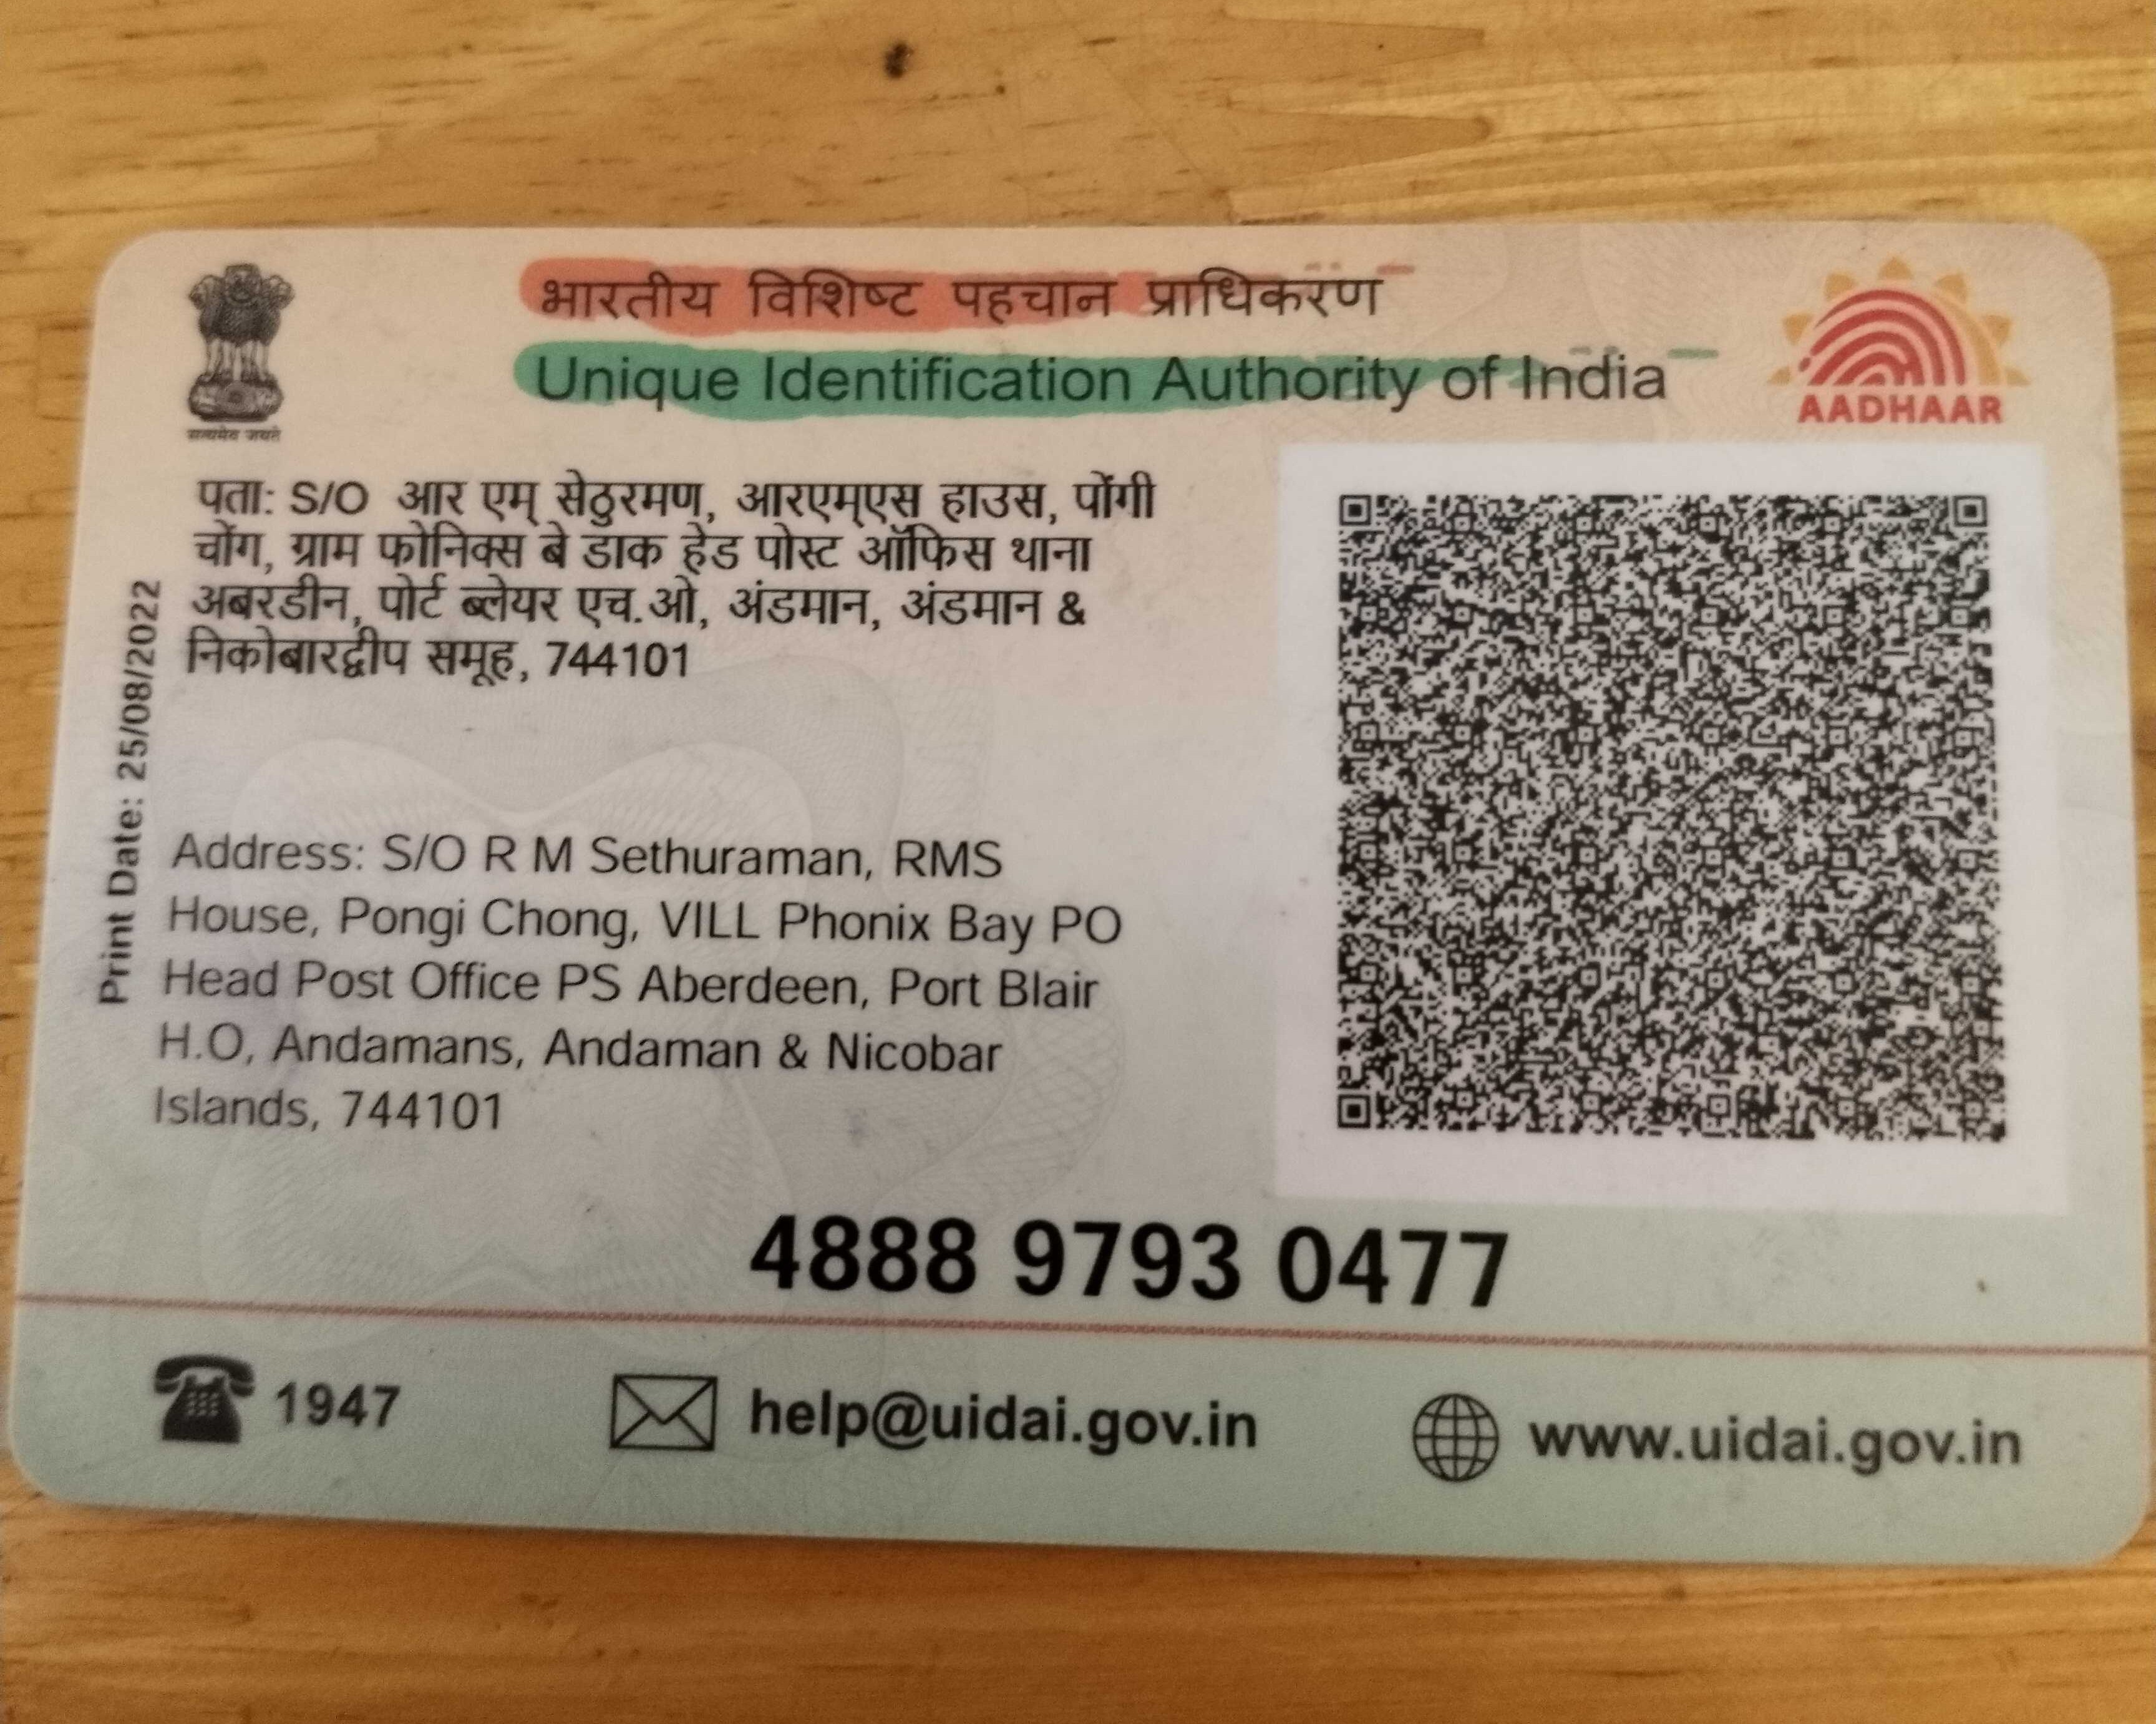 भारतीय विशिष्ट पहचान प्राधिकरण
Unique Identification Authority of India
सत्यमेव जयते
AADHAAR
पता: S/O आर एम् सेठुरमण, आरएम्एस हाउस, पोंगी
चोंग, ग्राम फोनिक्स बे डाक हेड पोस्ट ऑफिस थाना
अबरडीन, पोर्ट ब्लेयर एच.ओ, अंडमान, अंडमान &
निकोबारद्वीप समूह, 744101
Print Date: 25/08/2022
Address: S/O R M Sethuraman, RMS
House, Pongi Chong, VILL Phonix Bay PO
Head Post Office PS Aberdeen, Port Blair
H.O, Andamans, Andaman & Nicobar
Islands, 744101
4888 9793 0477
1947
help@uidai.gov.in
www.uidai.gov.in